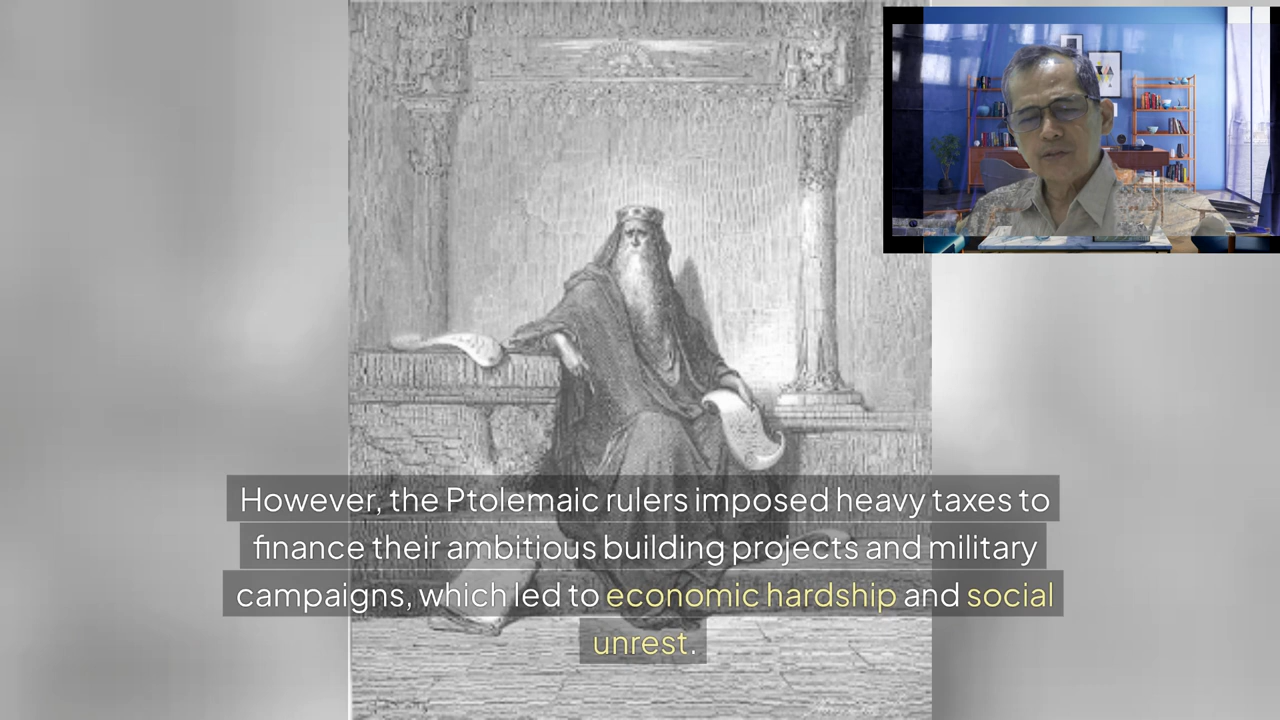 However, the Ptolemaic rulers imposed heavy taxes to
finance their ambitious building projects and military
campaigns, which led to economic hardship and social
unrest.